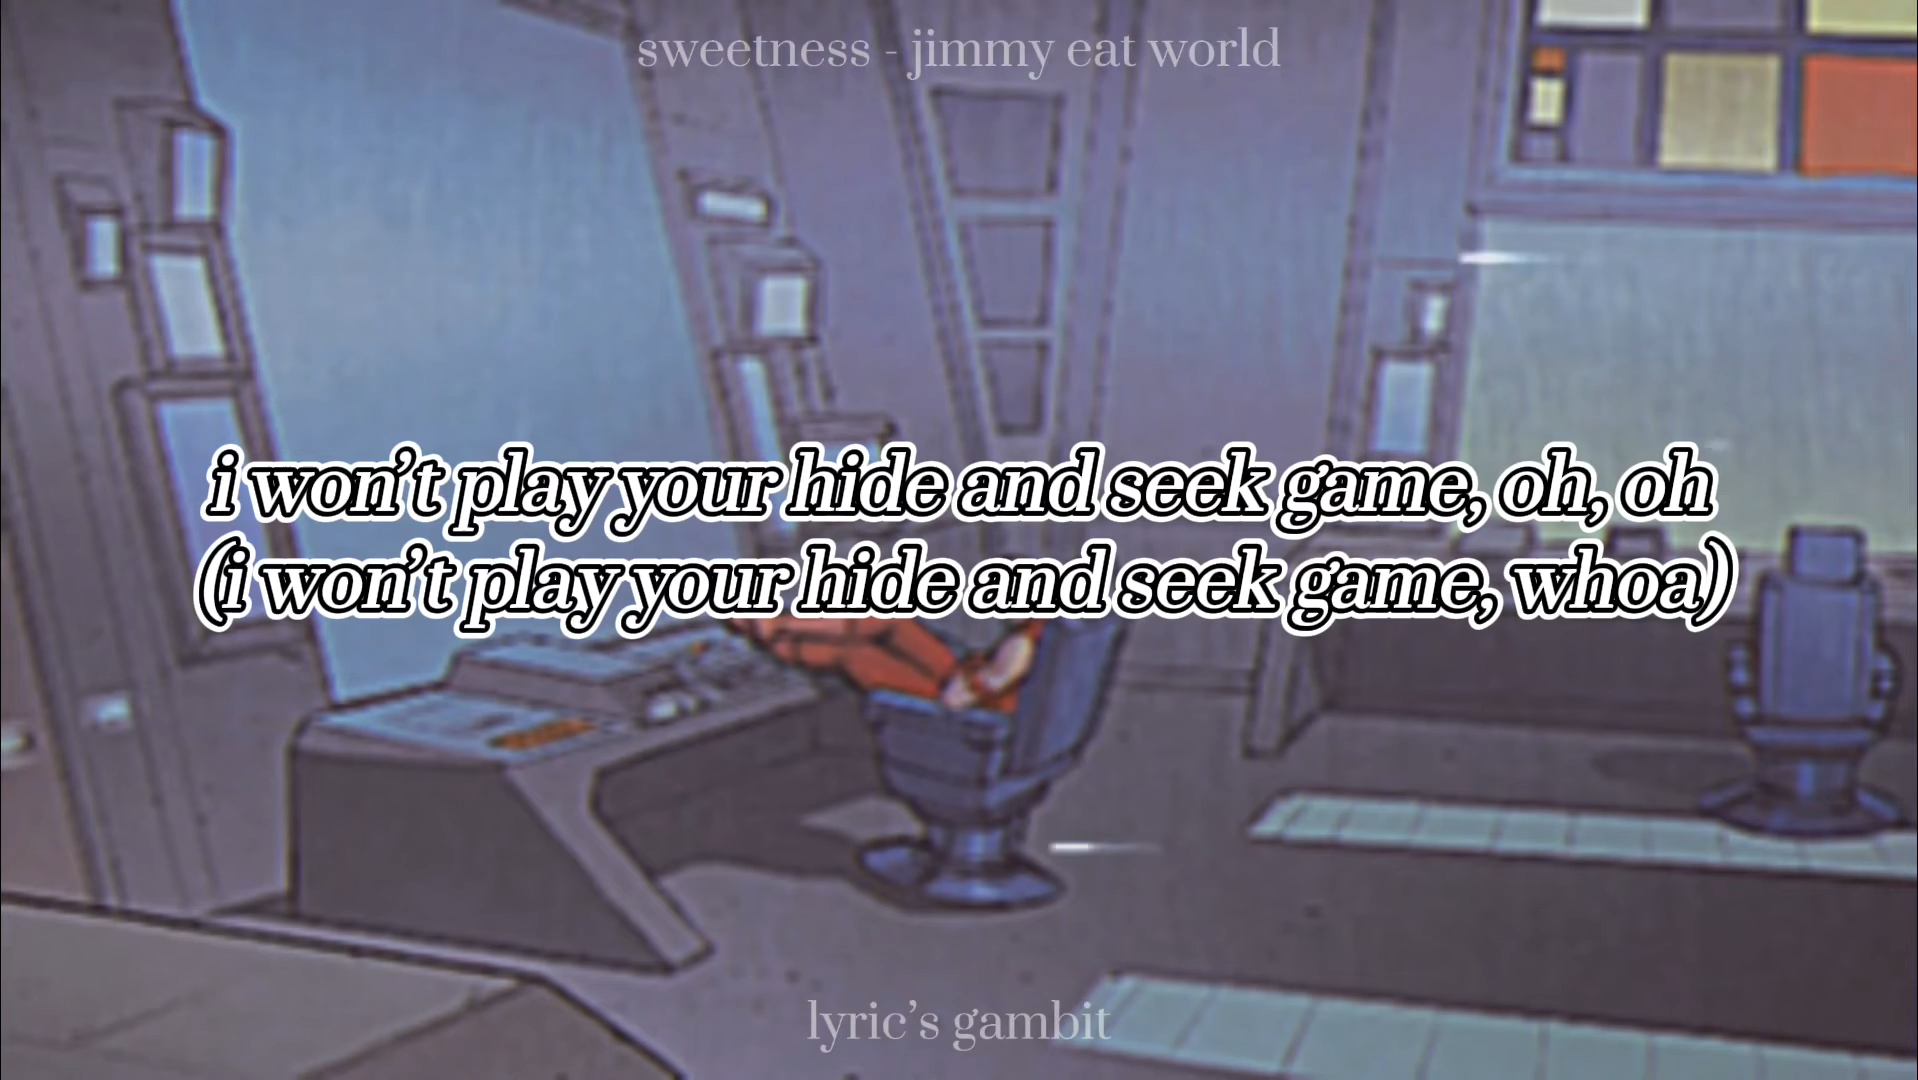 sweetness - jimmy eat world
i won’t play your hide and seek game, oh, oh
(i won’t play your hide and seek game, whoa)
lyric’s gambit